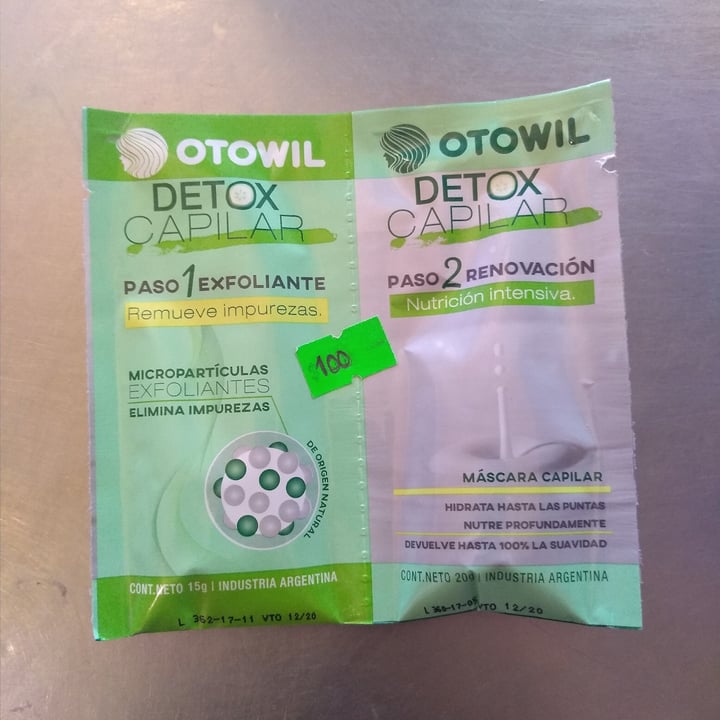 OTOWIL
DETOX
CAPILAR
PASO 1 EXFOLIANTE
Remueve impurezas.
MICROPARTÍCULAS
EXFOLIANTES
ELIMINA IMPUREZAS
DE ORIGEN NATURAL
CONT.NETO 15g | INDUSTRIA ARGENTINA
L 362-17-11 VTO 12/20
$100
OTOWIL
DETOX
CAPILAR
PASO 2 RENOVACIÓN
Nutrición intensiva.
MÁSCARA CAPILAR
HIDRATA HASTA LAS PUNTAS
NUTRE PROFUNDAMENTE
DEVUELVE HASTA 100% LA SUAVIDAD
CONT.NETO 20g | INDUSTRIA ARGENTINA
VTO 12/20